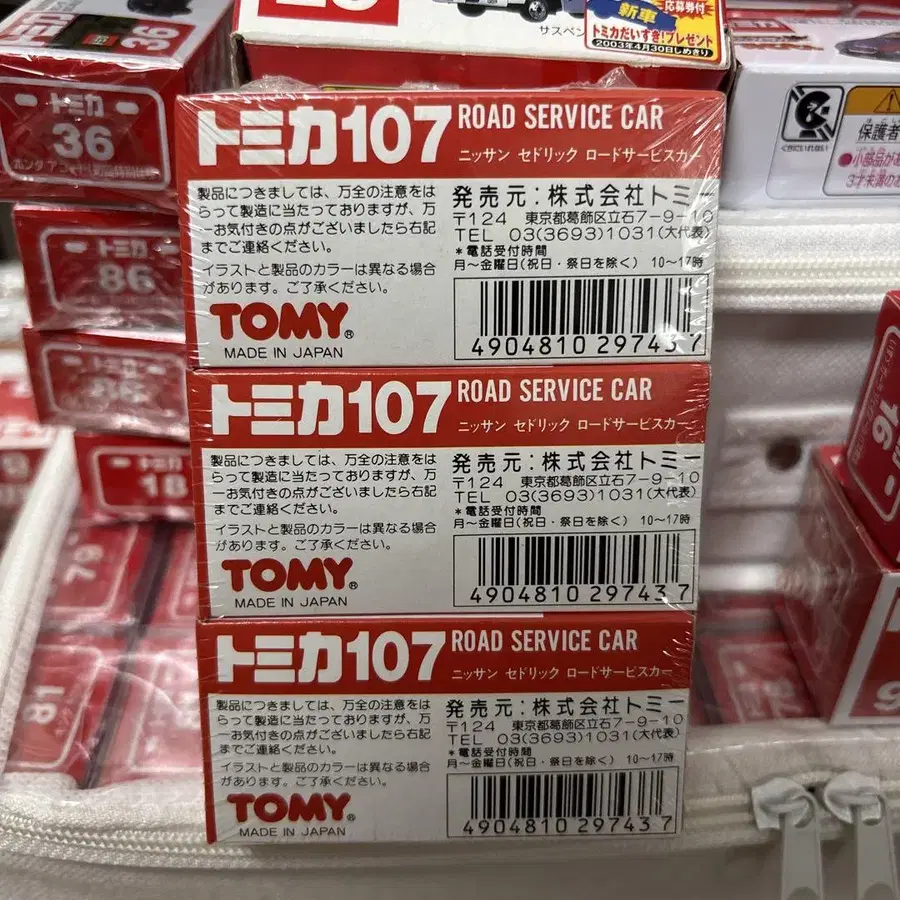 トミカ
36
応募券付
新車
トミカだいすき!プレゼント
2003年4月30日しめきり
サスペン
トミカ
36
保護者
3才未満の
トミカ
86
トミカ
86
トミカ
18
79
81
16
9
トミカ107 ROAD SERVICE CAR
ニッサン セドリック ロードサービスカー
製品につきましては、万全の注意をは
らって製造に当たっておりますが、万
一お気付きの点がございましたら右記
までご連絡ください。
イラストと製品のカラーは異なる場合
があります。ご了承ください。
TOMY®
MADE IN JAPAN
発売元:株式会社トミー
〒124 東京都葛飾区立石7-9-10
TEL 03(3693)1031(大代表)
*電話受付時間
月~金曜日(祝日・祭日を除く) 10~17時
4904810 29743 7
トミカ107 ROAD SERVICE CAR
ニッサン セドリック ロードサービスカー
製品につきましては、万全の注意をは
らって製造に当たっておりますが、万
一お気付きの点がございましたら右記
までご連絡ください。
イラストと製品のカラーは異なる場合
があります。ご了承ください。
TOMY®
MADE IN JAPAN
発売元:株式会社トミー
〒124 東京都葛飾区立石7-9-10
TEL 03(3693)1031(大代表)
*電話受付時間
月~金曜日(祝日・祭日を除く) 10~17時
4904810 29743 7
トミカ107 ROAD SERVICE CAR
ニッサン セドリック ロードサービスカー
製品につきましては、万全の注意をは
らって製造に当たっておりますが、万
一お気付きの点がございましたら右記
までご連絡ください。
イラストと製品のカラーは異なる場合
があります。ご了承ください。
TOMY®
MADE IN JAPAN
発売元:株式会社トミー
〒124 東京都葛飾区立石7-9-10
TEL 03(3693)1031(大代表)
*電話受付時間
月~金曜日(祝日・祭日を除く) 10~17時
4904810 29743 7